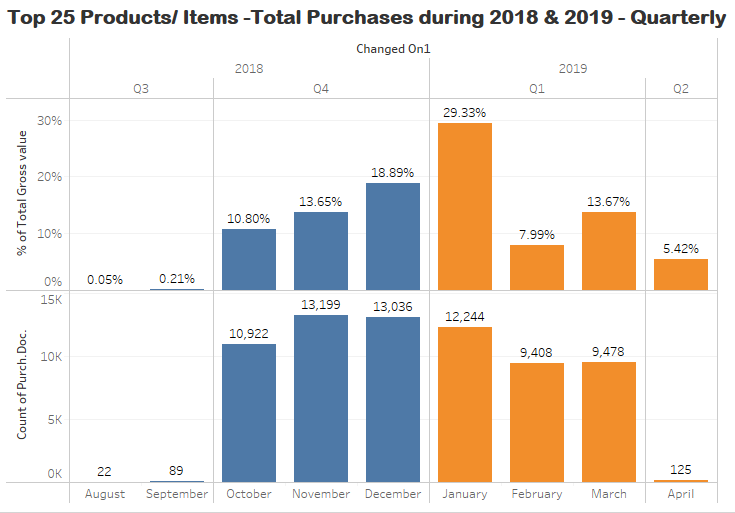 Top 25 Products/ Items -Total Purchases during 2018 & 2019 - Quarterly
Changed On1
2018 2019
Q3 Q4 Q1 Q2
% of Total Gross value
30%
20%
10%
0%
0.05% 0.21% 10.80% 13.65% 18.89% 29.33% 7.99% 13.67% 5.42%
Count of Purch.Doc.
15K
10K
5K
0K
22 89 10,922 13,199 13,036 12,244 9,408 9,478 125
August September October November December January February March April